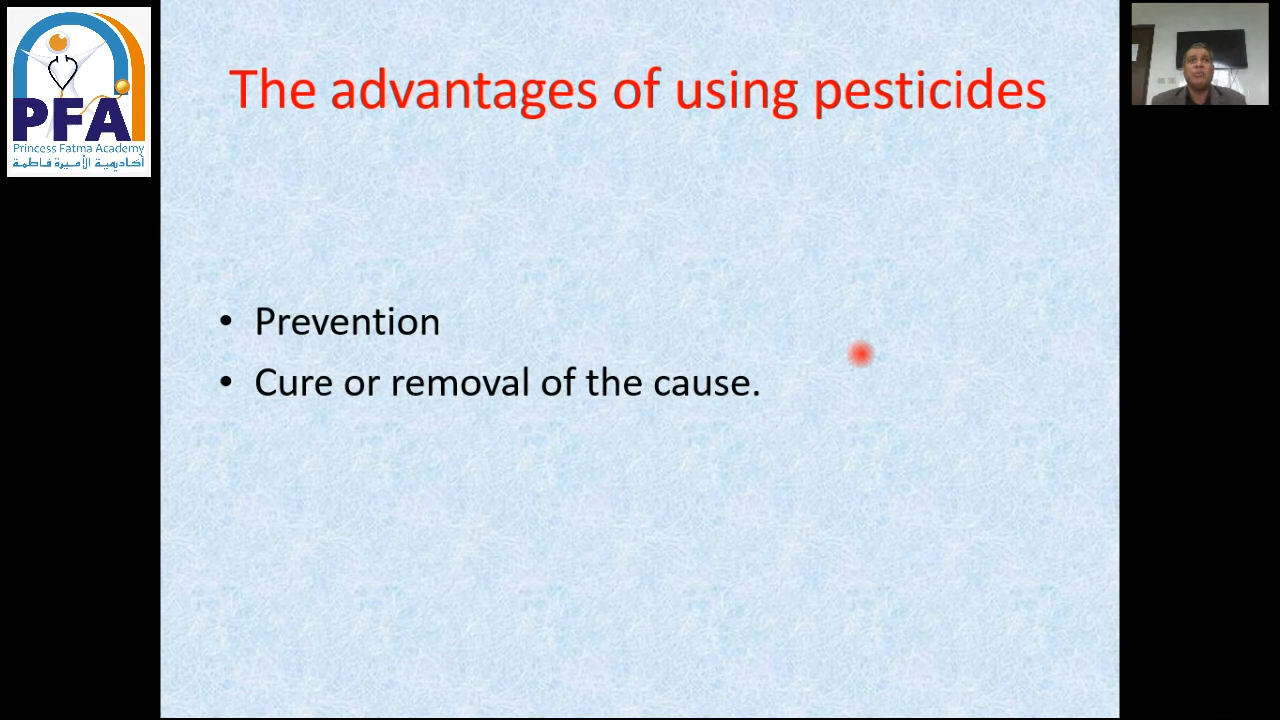 PFA
Princess Fatma Academy
أكاديمية الأميرة فاطمة
The advantages of using pesticides
• Prevention
• Cure or removal of the cause.